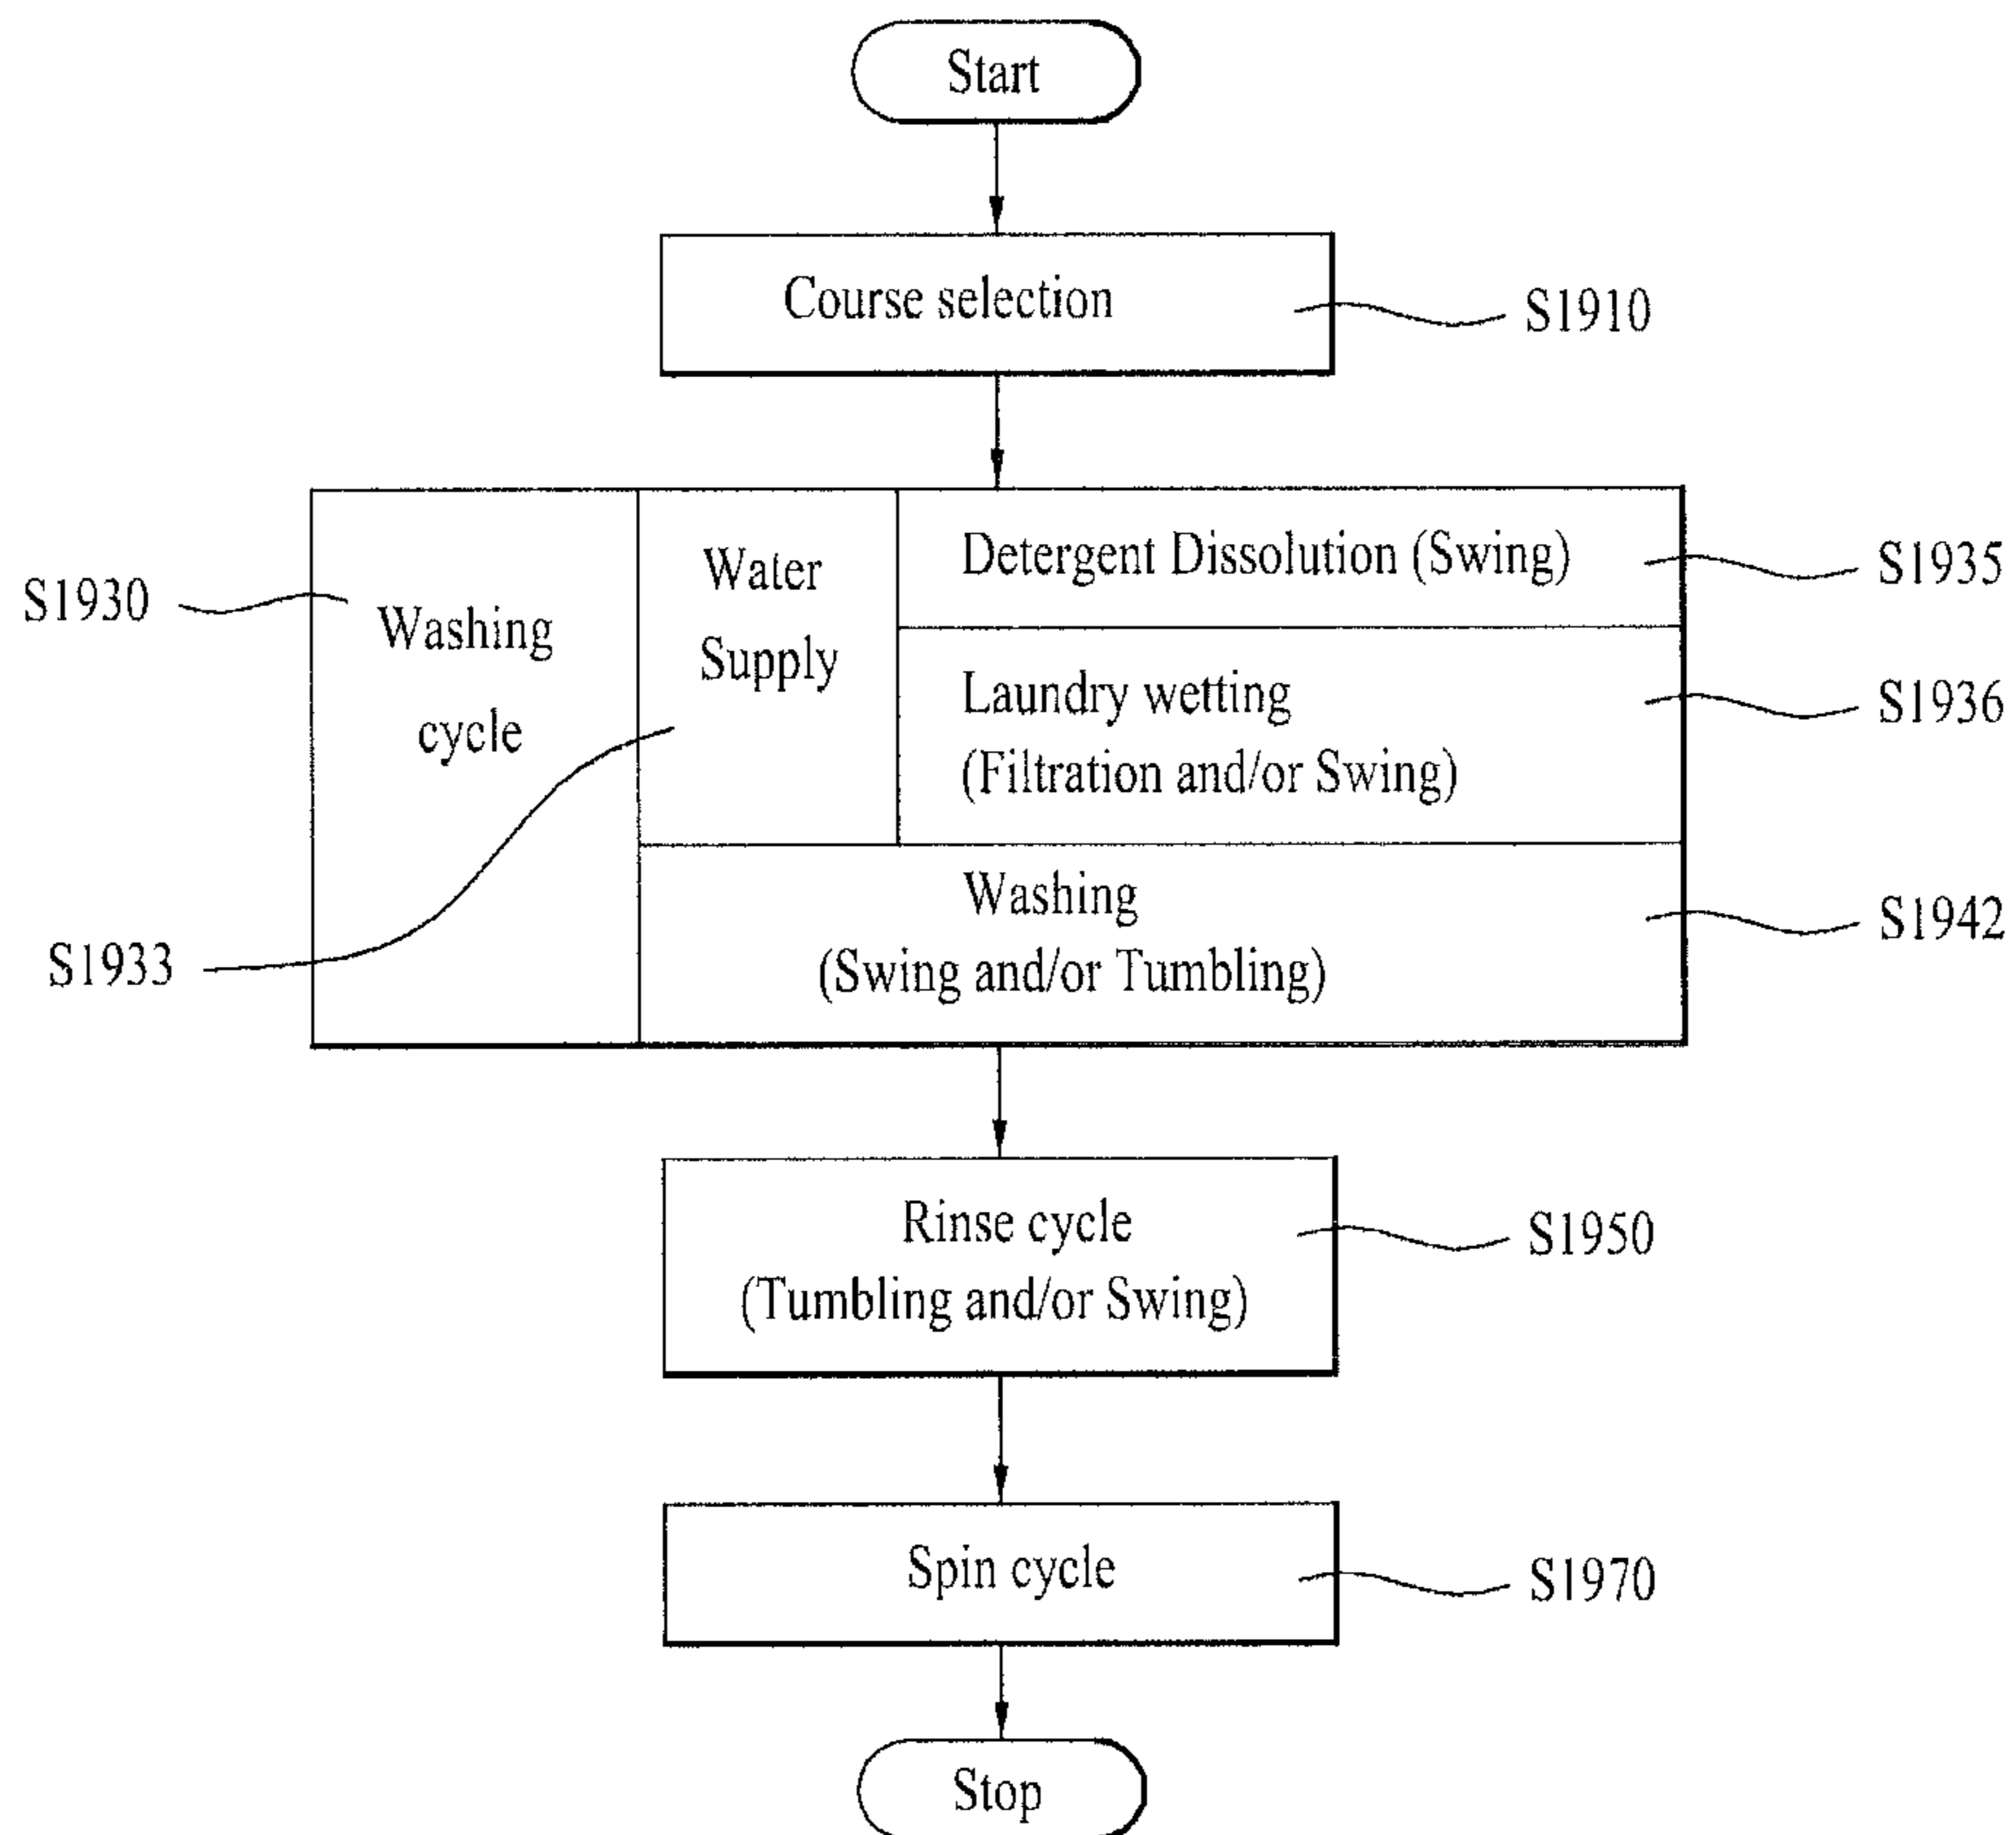 Start
Course selection
S1910
S1930
Washing
cycle
Water
Supply
S1933
Detergent Dissolution (Swing)
S1935
Laundry wetting
(Filtration and/or Swing)
S1936
Washing
(Swing and/or Tumbling)
S1942
Rinse cycle
(Tumbling and/or Swing)
S1950
Spin cycle
S1970
Stop